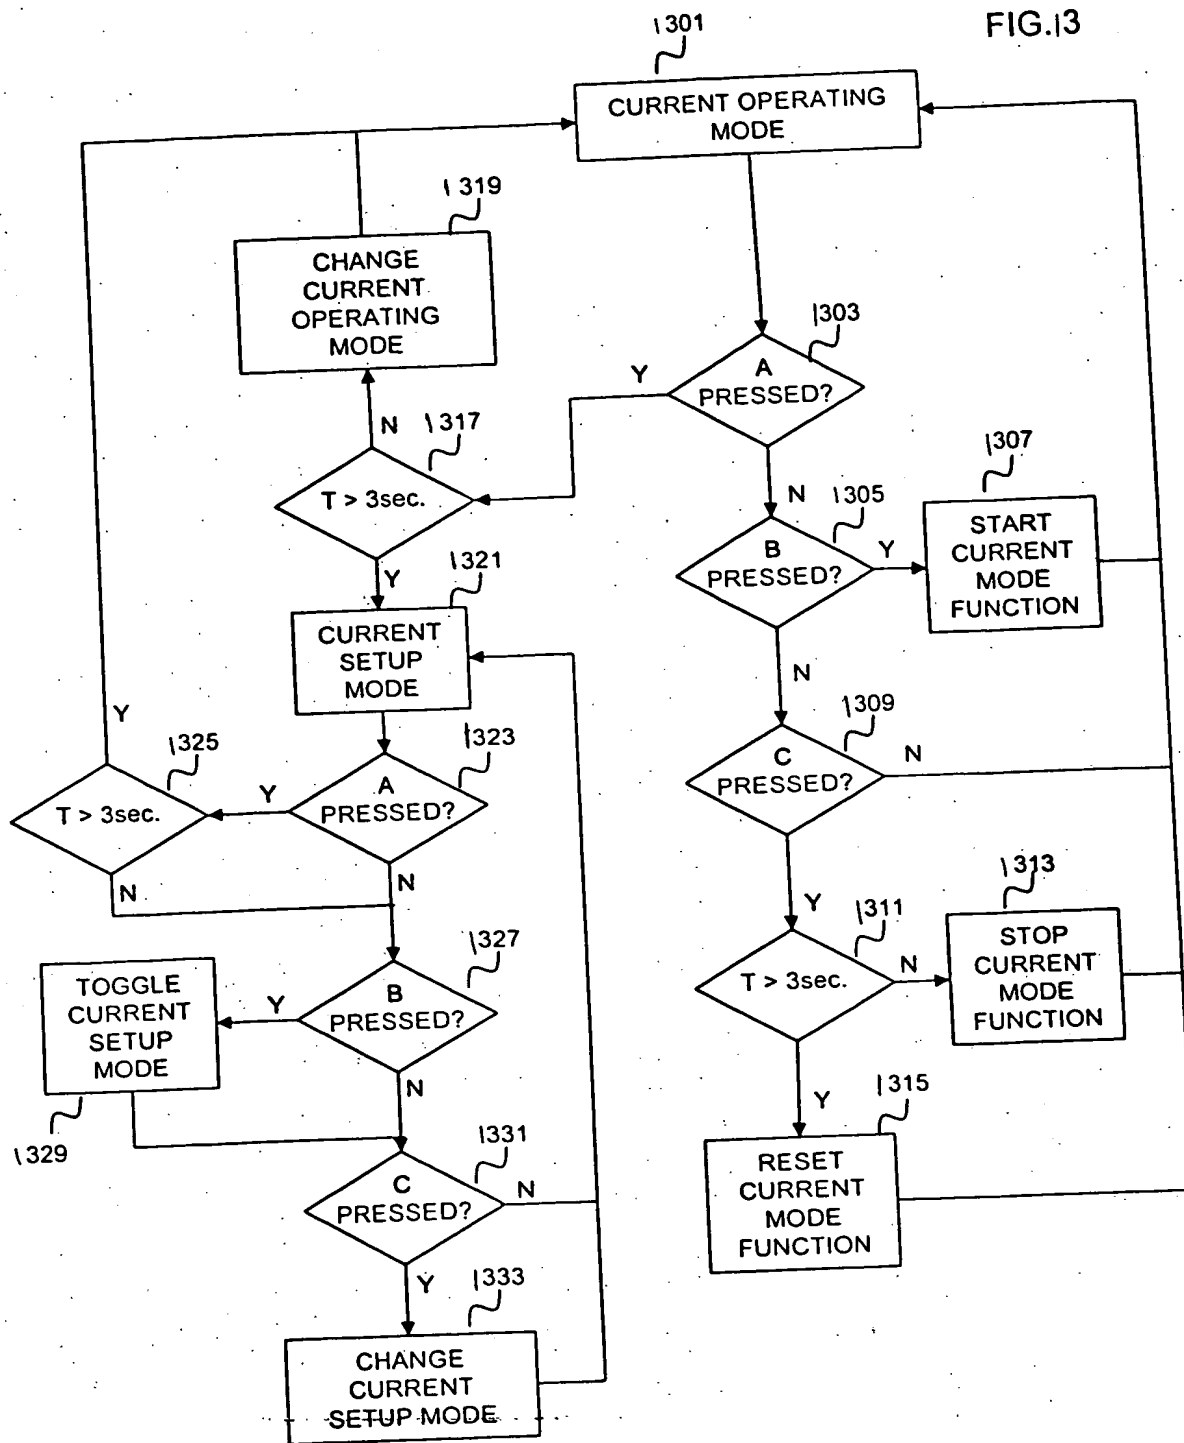 FIG.13
1301
CURRENT OPERATING
MODE
1319
CHANGE
CURRENT
OPERATING
MODE
1303
A
PRESSED?
Y
N
1317
T > 3sec.
N
Y
1305
B
PRESSED?
Y
N
1307
START
CURRENT
MODE
FUNCTION
1321
CURRENT
SETUP
MODE
1309
C
PRESSED?
N
Y
1323
A
PRESSED?
Y
N
1325
T > 3sec.
Y
N
1311
T > 3sec.
N
Y
1313
STOP
CURRENT
MODE
FUNCTION
1327
B
PRESSED?
Y
N
TOGGLE
CURRENT
SETUP
MODE
1329
1315
RESET
CURRENT
MODE
FUNCTION
1331
C
PRESSED?
N
Y
1333
CHANGE
CURRENT
SETUP MODE